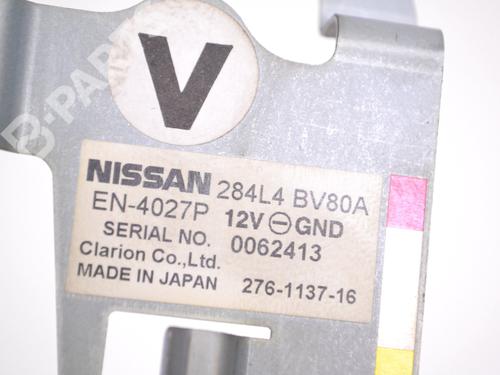 V
B-PARTS
NISSAN 284L4 BV80A
EN-4027P 12V ⊖ GND
SERIAL NO. 0062413
Clarion Co.,Ltd.
MADE IN JAPAN 276-1137-16